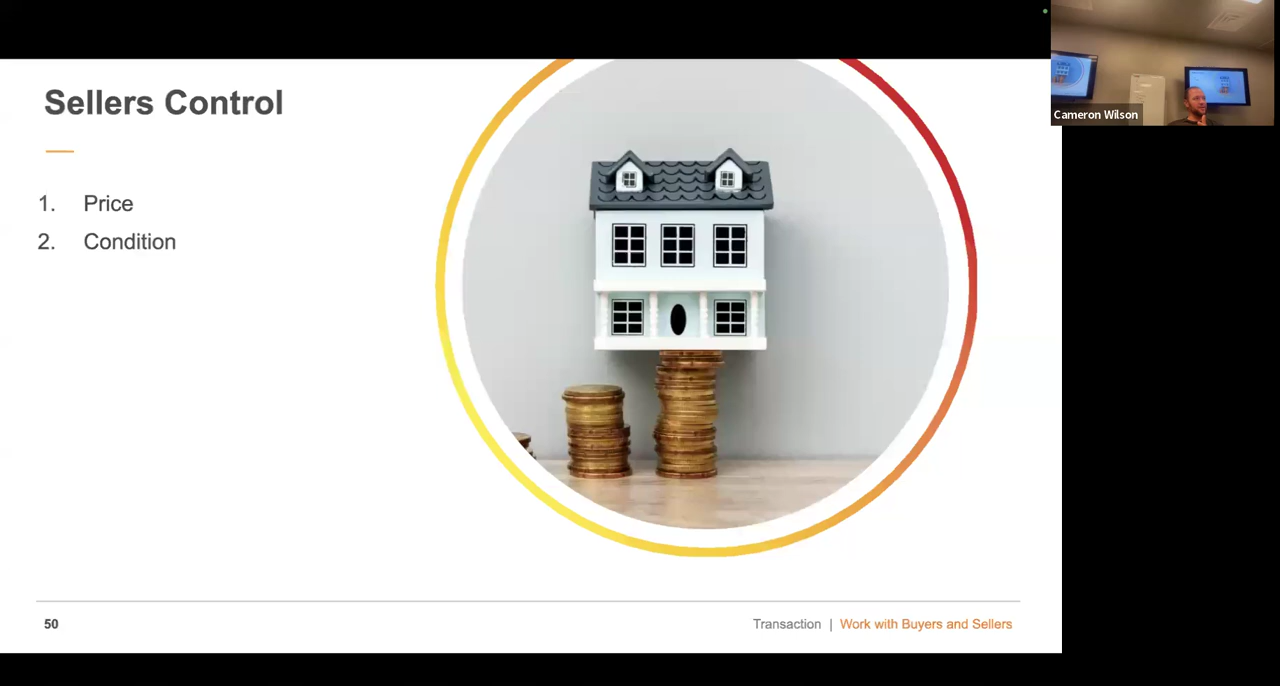 Sellers Control
1. Price
2. Condition
50
Transaction | Work with Buyers and Sellers
Cameron Wilson